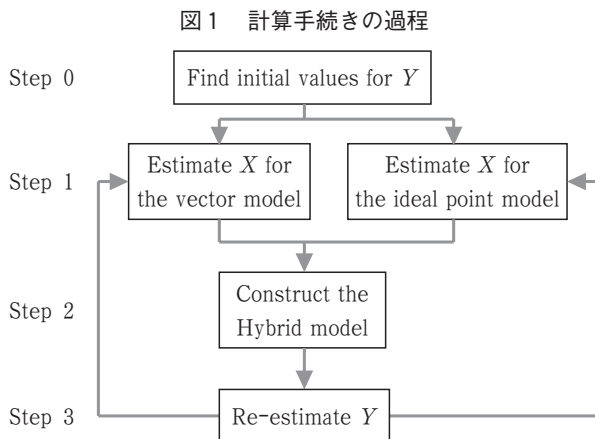 図1　計算手続きの過程
Step 0
Find initial values for Y
Step 1
Estimate X for
the vector model
Estimate X for
the ideal point model
Step 2
Construct the
Hybrid model
Step 3
Re-estimate Y